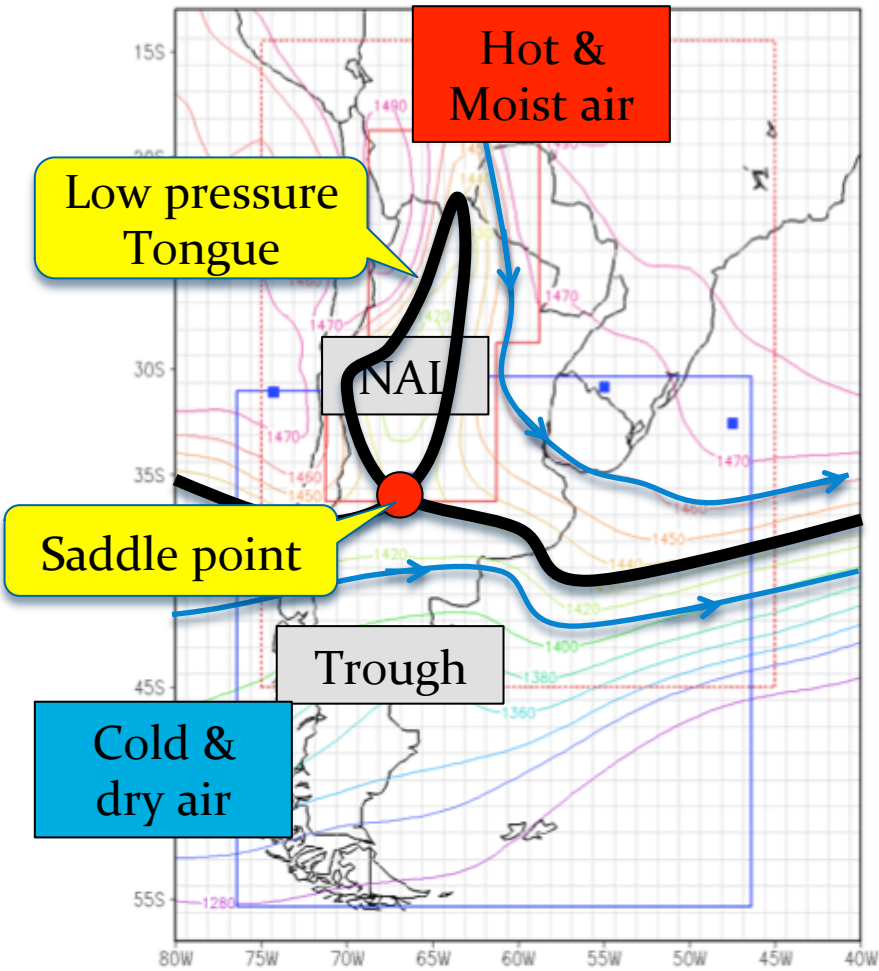 Hot &
Moist air
15S
1490
Low pressure
Tongue
1470
1470
30S
NAL
1470
1470
35S
1460
1450
1460
Saddle point
1450
1440
1420
1420
1400
Trough
1380
45S
1360
Cold &
dry air
55S
1280
80W 75W 70W 65W 60W 55W 50W 45W 40W